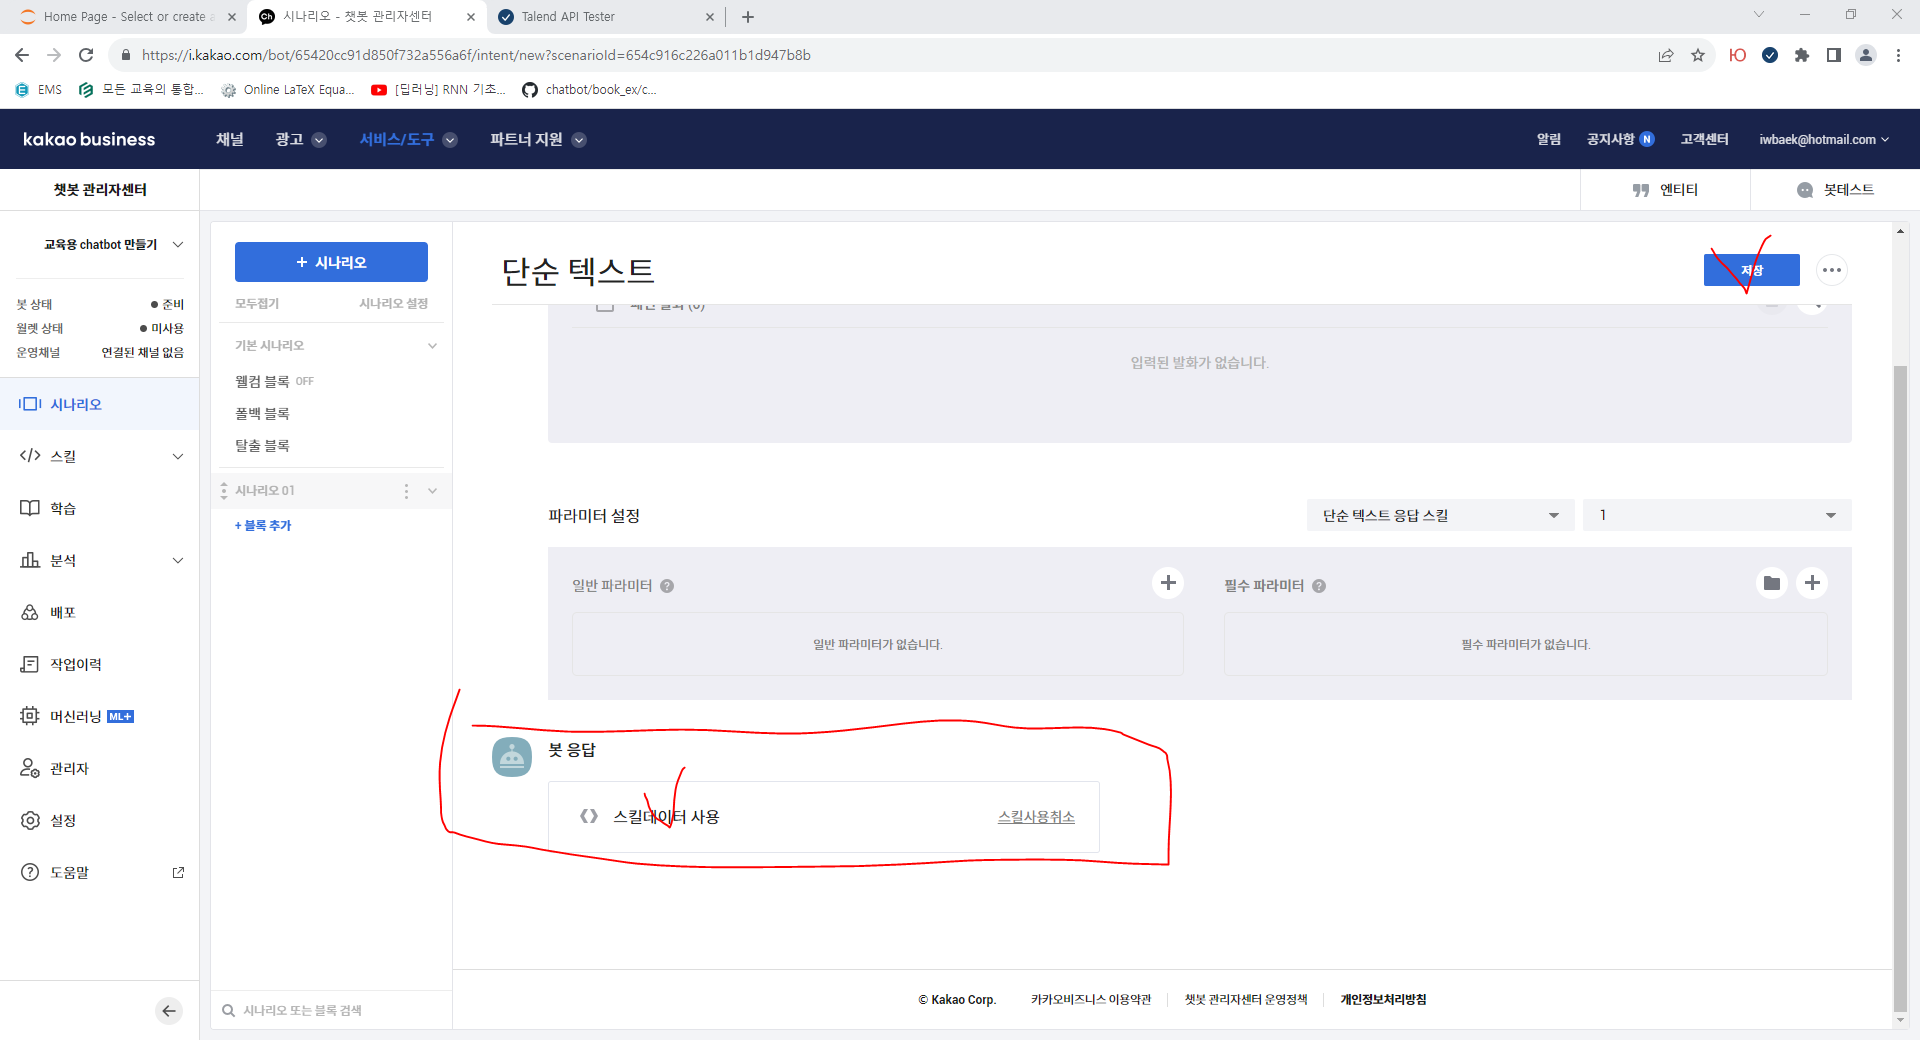 Home Page - Select or create a
시나리오 - 챗봇 관리자센터
Talend API Tester
https://i.kakao.com/bot/65420cc91d850f732a556a6f/intent/new?scenarioId=654c916c226a011b1d947b8b
EMS
모든 교육의 통합...
Online LaTeX Equa...
[딥러닝] RNN 기초...
chatbot/book_ex/c...
kakao business
채널
광고
서비스/도구
파트너 지원
알림
공지사항 N
고객센터
iwbaek@hotmail.com
챗봇 관리자센터
엔티티
봇테스트
교육용 chatbot 만들기
봇 상태 준비
월렛 상태 미사용
운영채널 연결된 채널 없음
시나리오
스킬
학습
분석
배포
작업이력
머신러닝 ML+
관리자
설정
도움말
+ 시나리오
모두접기 시나리오 설정
기본 시나리오
웰컴 블록 OFF
폴백 블록
탈출 블록
시나리오 01
+ 블록 추가
시나리오 또는 블록 검색
단순 텍스트
저장
입력된 발화가 없습니다.
파라미터 설정
단순 텍스트 응답 스킬
1
일반 파라미터 ?
필수 파라미터 ?
일반 파라미터가 없습니다.
필수 파라미터가 없습니다.
봇 응답
스킬데이터 사용
스킬사용취소
© Kakao Corp.
카카오비즈니스 이용약관
챗봇 관리자센터 운영정책
개인정보처리방침